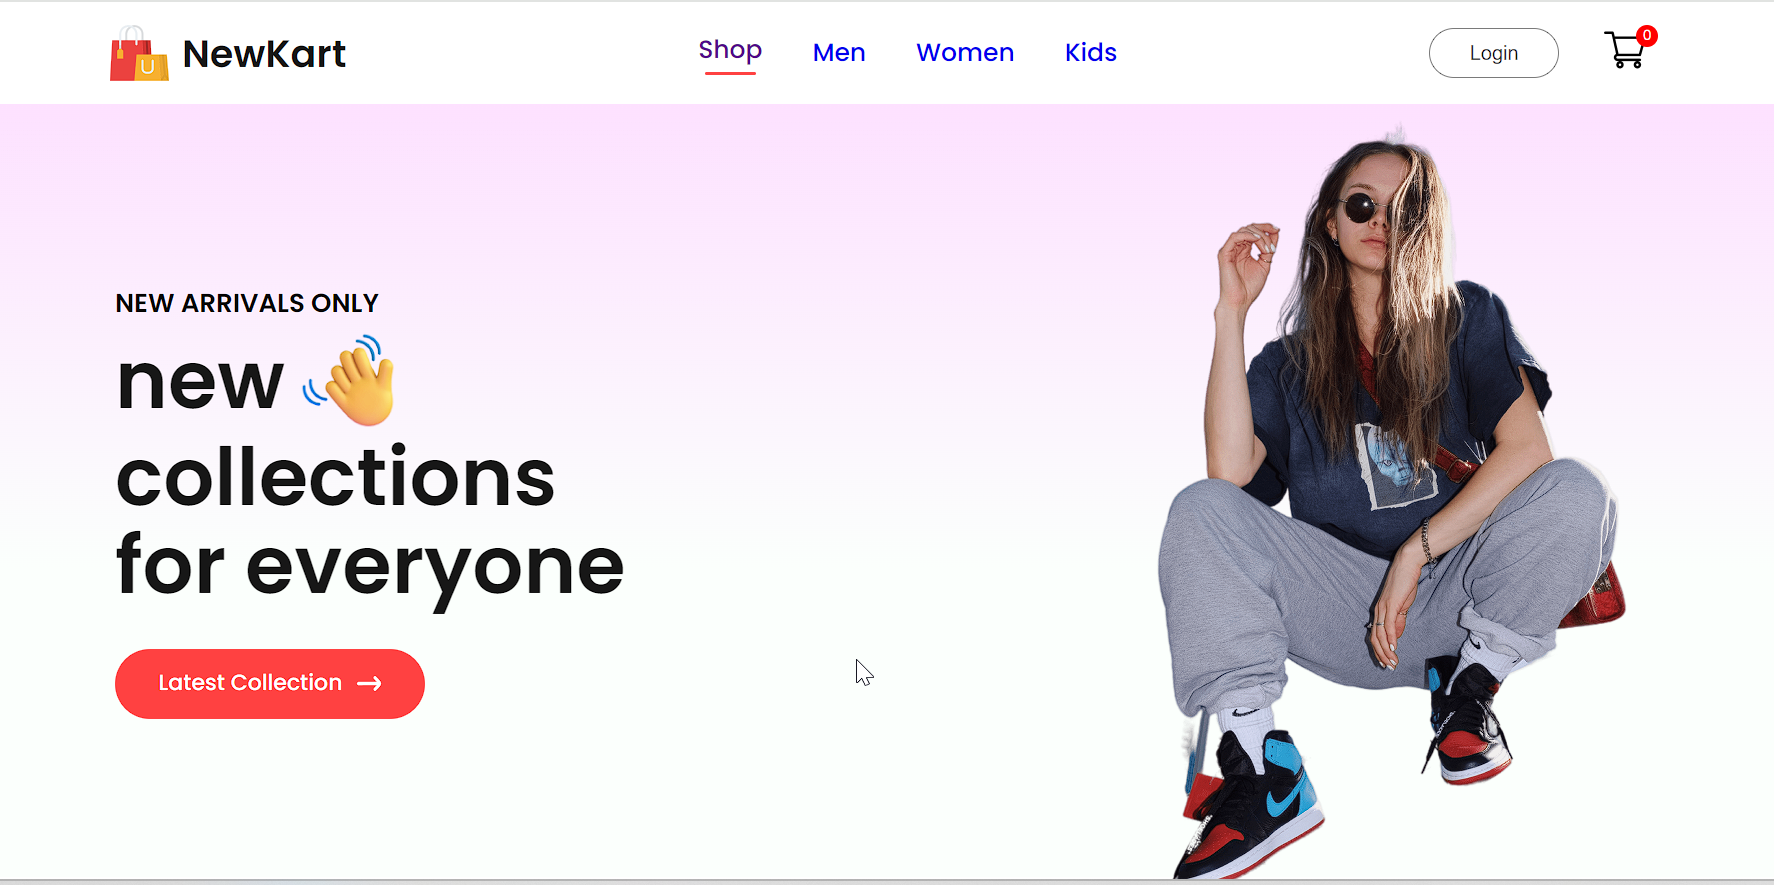 NewKart
Shop Men Women Kids
Login
0
NEW ARRIVALS ONLY
new 👋
collections
for everyone
Latest Collection →